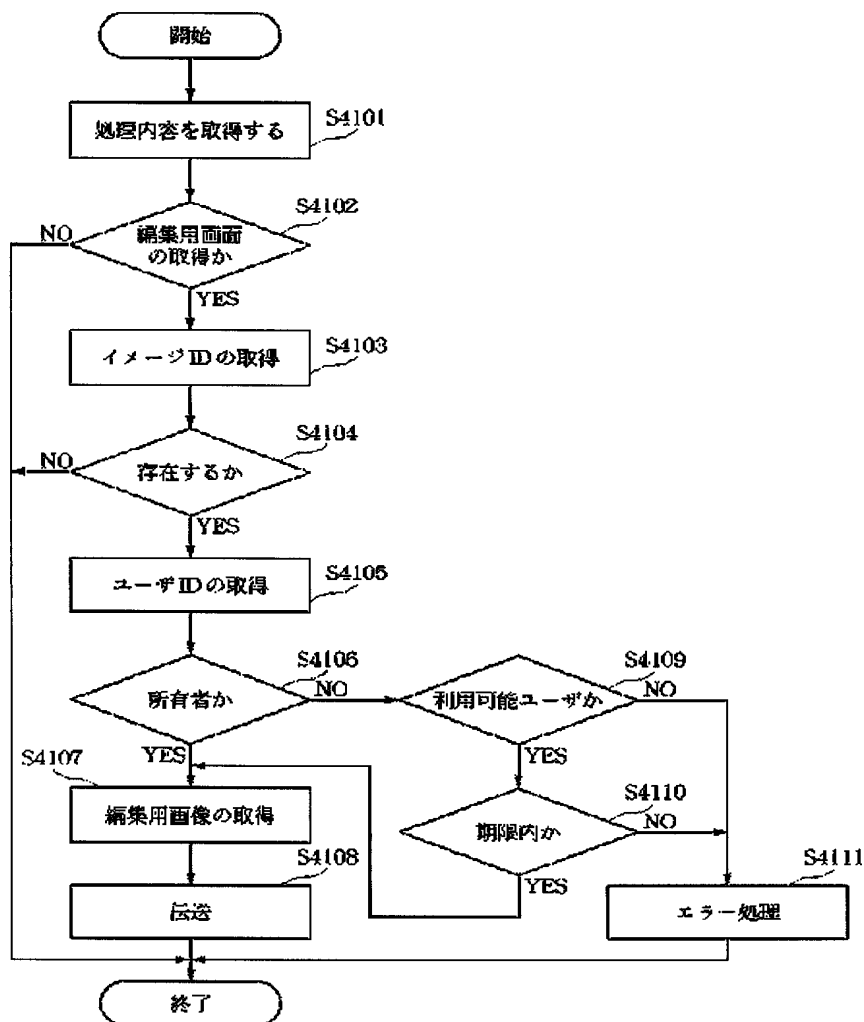 開始
処理内容を取得する
S4101
S4102
編集用画面
の取得か
NO
YES
イメージIDの取得
S4103
S4104
存在するか
NO
YES
ユーザIDの取得
S4105
S4106
所有者か
NO
YES
S4109
利用可能ユーザか
NO
YES
S4107
編集用画像の取得
S4110
期限内か
NO
YES
S4108
伝送
S4111
エラー処理
終了